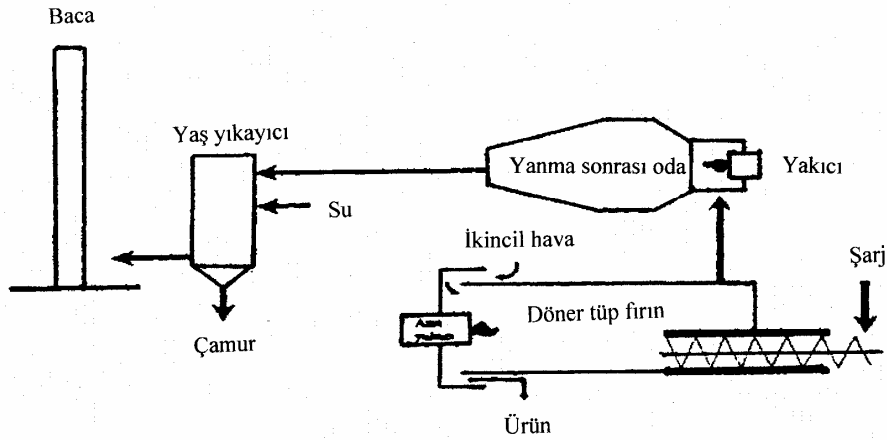 Baca
Yaş yıkayıcı
Yanma sonrası oda
Yakıcı
Su
İkincil hava
Şarj
Döner tüp fırın
Çamur
Ürün